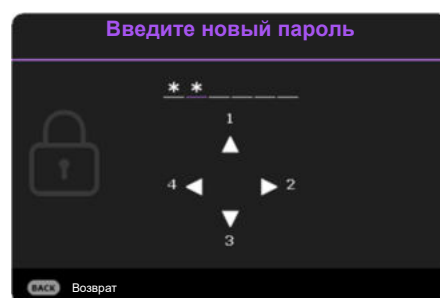 Введите новый пароль
* * _ _ _ _
1
4 2
3
BACK Возврат